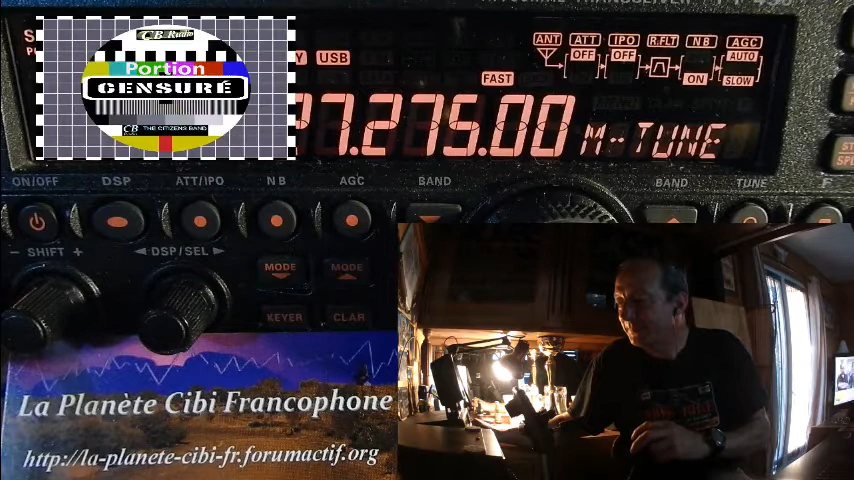 CB Radio
Portion
CENSURÉ
CB THE CITIZENS BAND
USB
FAST
ANT ATT IPO R.FLT NB AGC
OFF OFF AUTO
ON SLOW
7.275.00 M-TUNE
ON/OFF DSP ATT/IPO NB AGC BAND BAND TUNE
- SHIFT + ◄DSP/SEL►
MODE MODE
KEYER CLAR
La Planète Cibi Francophone
http://la-planete-cibi-fr.forumactif.org